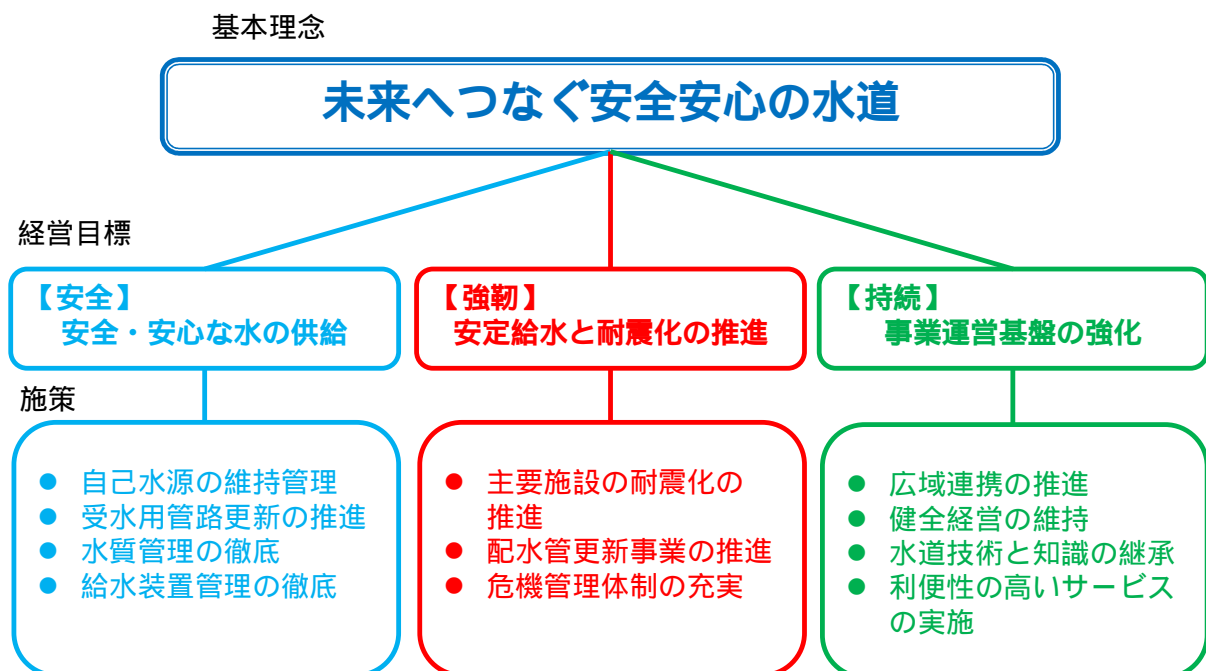 基本理念
未来へつなぐ安全安心の水道
経営目標
【安全】
安全・安心な水の供給
【強靭】
安定給水と耐震化の推進
【持続】
事業運営基盤の強化
施策
● 自己水源の維持管理
● 受水用管路更新の推進
● 水質管理の徹底
● 給水装置管理の徹底
● 主要施設の耐震化の
推進
● 配水管更新事業の推進
● 危機管理体制の充実
● 広域連携の推進
● 健全経営の維持
● 水道技術と知識の継承
● 利便性の高いサービス
の実施